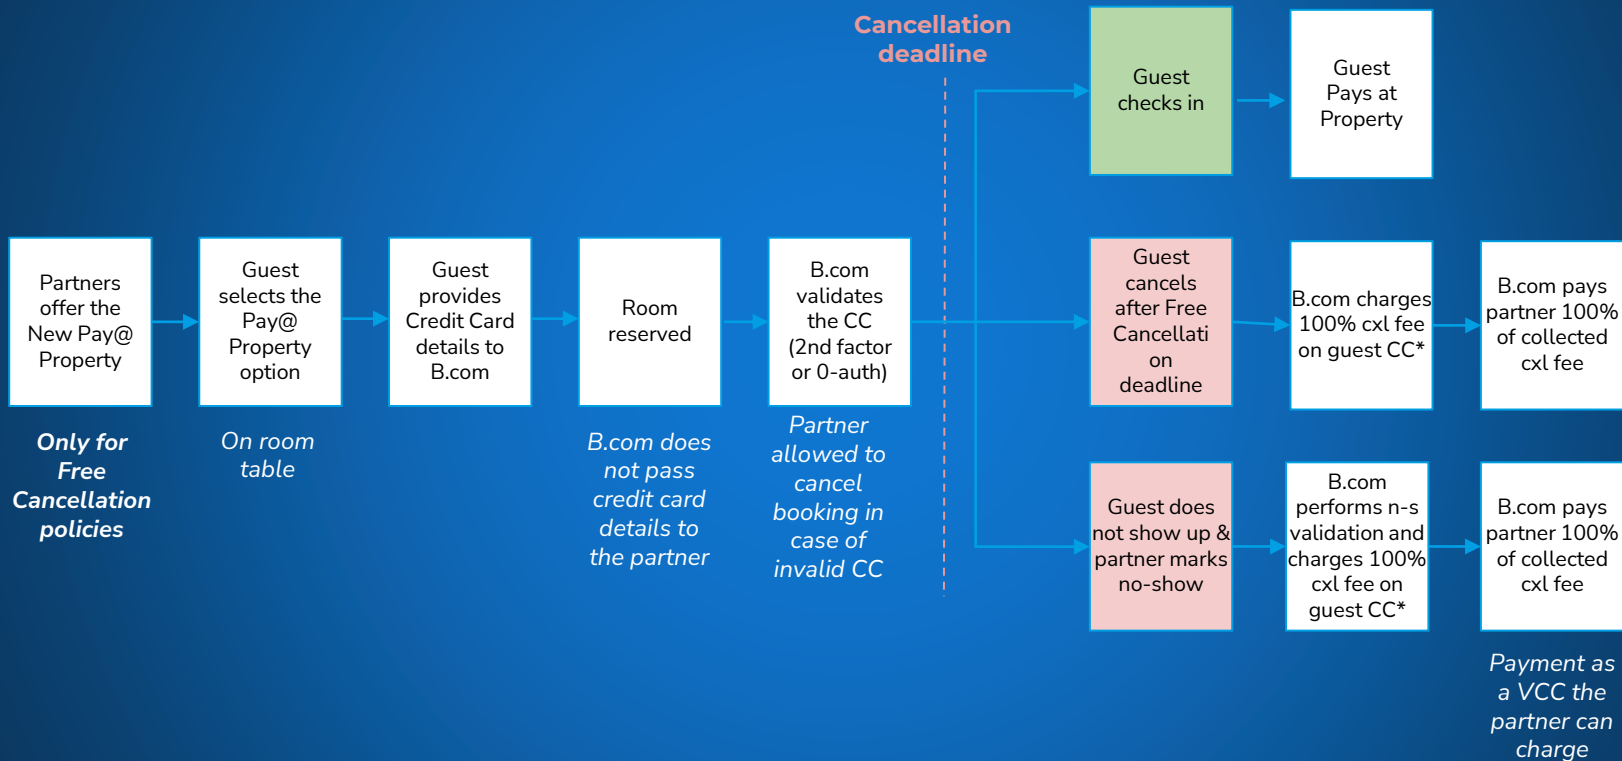 Cancellation
deadline
Guest
checks in
Guest
Pays at
Property
Partners
offer the
New Pay@
Property
Guest
selects the
Pay@
Property
option
Guest
provides
Credit Card
details to
B.com
Room
reserved
B.com
validates
the CC
(2nd factor
or 0-auth)
Guest
cancels
after Free
Cancellati
on
deadline
B.com charges
100% cxl fee
on guest CC*
B.com pays
partner 100%
of collected
cxl fee
Only for
Free
Cancellation
policies
On room
table
B.com does
not pass
credit card
details to
the partner
Partner
allowed to
cancel
booking in
case of
invalid CC
Guest does
not show up &
partner marks
no-show
B.com
performs n-s
validation and
charges 100%
cxl fee on
guest CC*
B.com pays
partner 100%
of collected
cxl fee
Payment as
a VCC the
partner can
charge